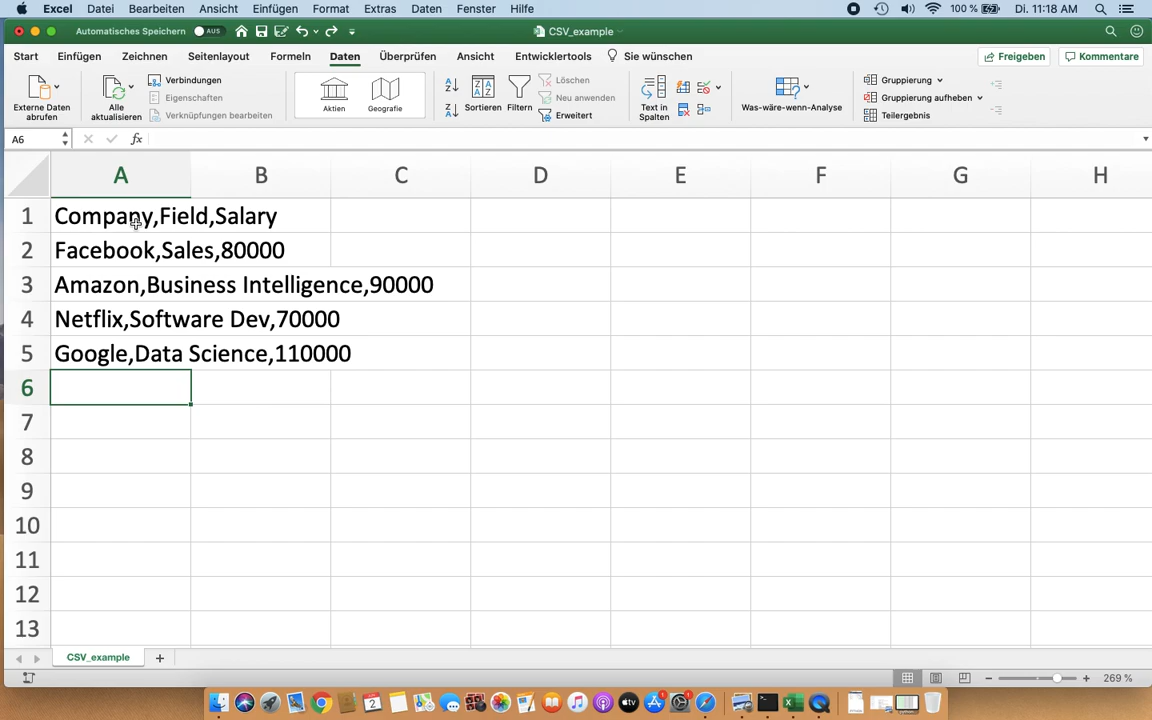 Excel Datei Bearbeiten Ansicht Einfügen Format Extras Daten Fenster Hilfe 100 % Di. 11:18 AM
Automatisches Speichern AUS CSV_example
Start Einfügen Zeichnen Seitenlayout Formeln Daten Überprüfen Ansicht Entwicklertools Sie wünschen Freigeben Kommentare
Externe Daten abrufen
Alle aktualisieren
Verbindungen
Eigenschaften
Verknüpfungen bearbeiten
Aktien Geografie
Sortieren Filtern
Löschen
Neu anwenden
Erweitert
Text in Spalten
Was-wäre-wenn-Analyse
Gruppierung
Gruppierung aufheben
Teilergebnis
A6 fx
A B C D E F G H
1 Company,Field,Salary
2 Facebook,Sales,80000
3 Amazon,Business Intelligence,90000
4 Netflix,Software Dev,70000
5 Google,Data Science,110000
6
7
8
9
10
11
12
13
CSV_example +
269 %